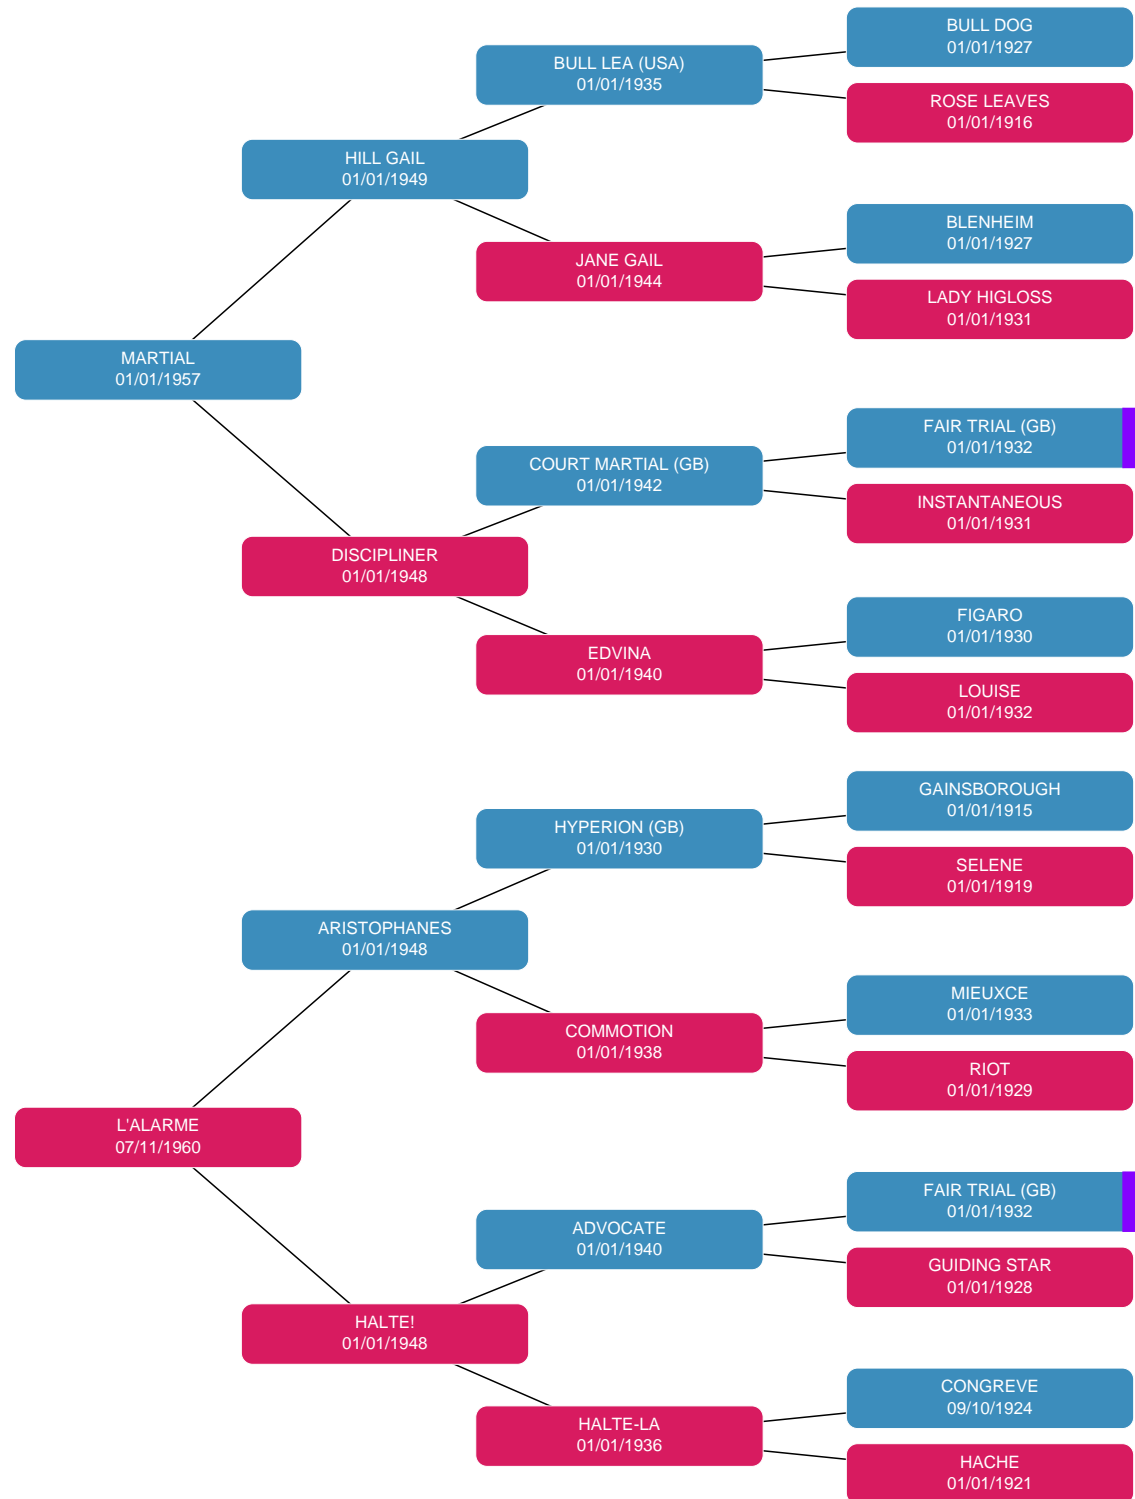 BULL DOG
01/01/1927
BULL LEA (USA)
01/01/1935
ROSE LEAVES
01/01/1916
HILL GAIL
01/01/1949
BLENHEIM
01/01/1927
JANE GAIL
01/01/1944
LADY HIGLOSS
01/01/1931
MARTIAL
01/01/1957
FAIR TRIAL (GB)
01/01/1932
COURT MARTIAL (GB)
01/01/1942
INSTANTANEOUS
01/01/1931
DISCIPLINER
01/01/1948
FIGARO
01/01/1930
EDVINA
01/01/1940
LOUISE
01/01/1932
GAINSBOROUGH
01/01/1915
HYPERION (GB)
01/01/1930
SELENE
01/01/1919
ARISTOPHANES
01/01/1948
MIEUXCE
01/01/1933
COMMOTION
01/01/1938
RIOT
01/01/1929
L'ALARME
07/11/1960
FAIR TRIAL (GB)
01/01/1932
ADVOCATE
01/01/1940
GUIDING STAR
01/01/1928
HALTE!
01/01/1948
CONGREVE
09/10/1924
HALTE-LA
01/01/1936
HACHE
01/01/1921